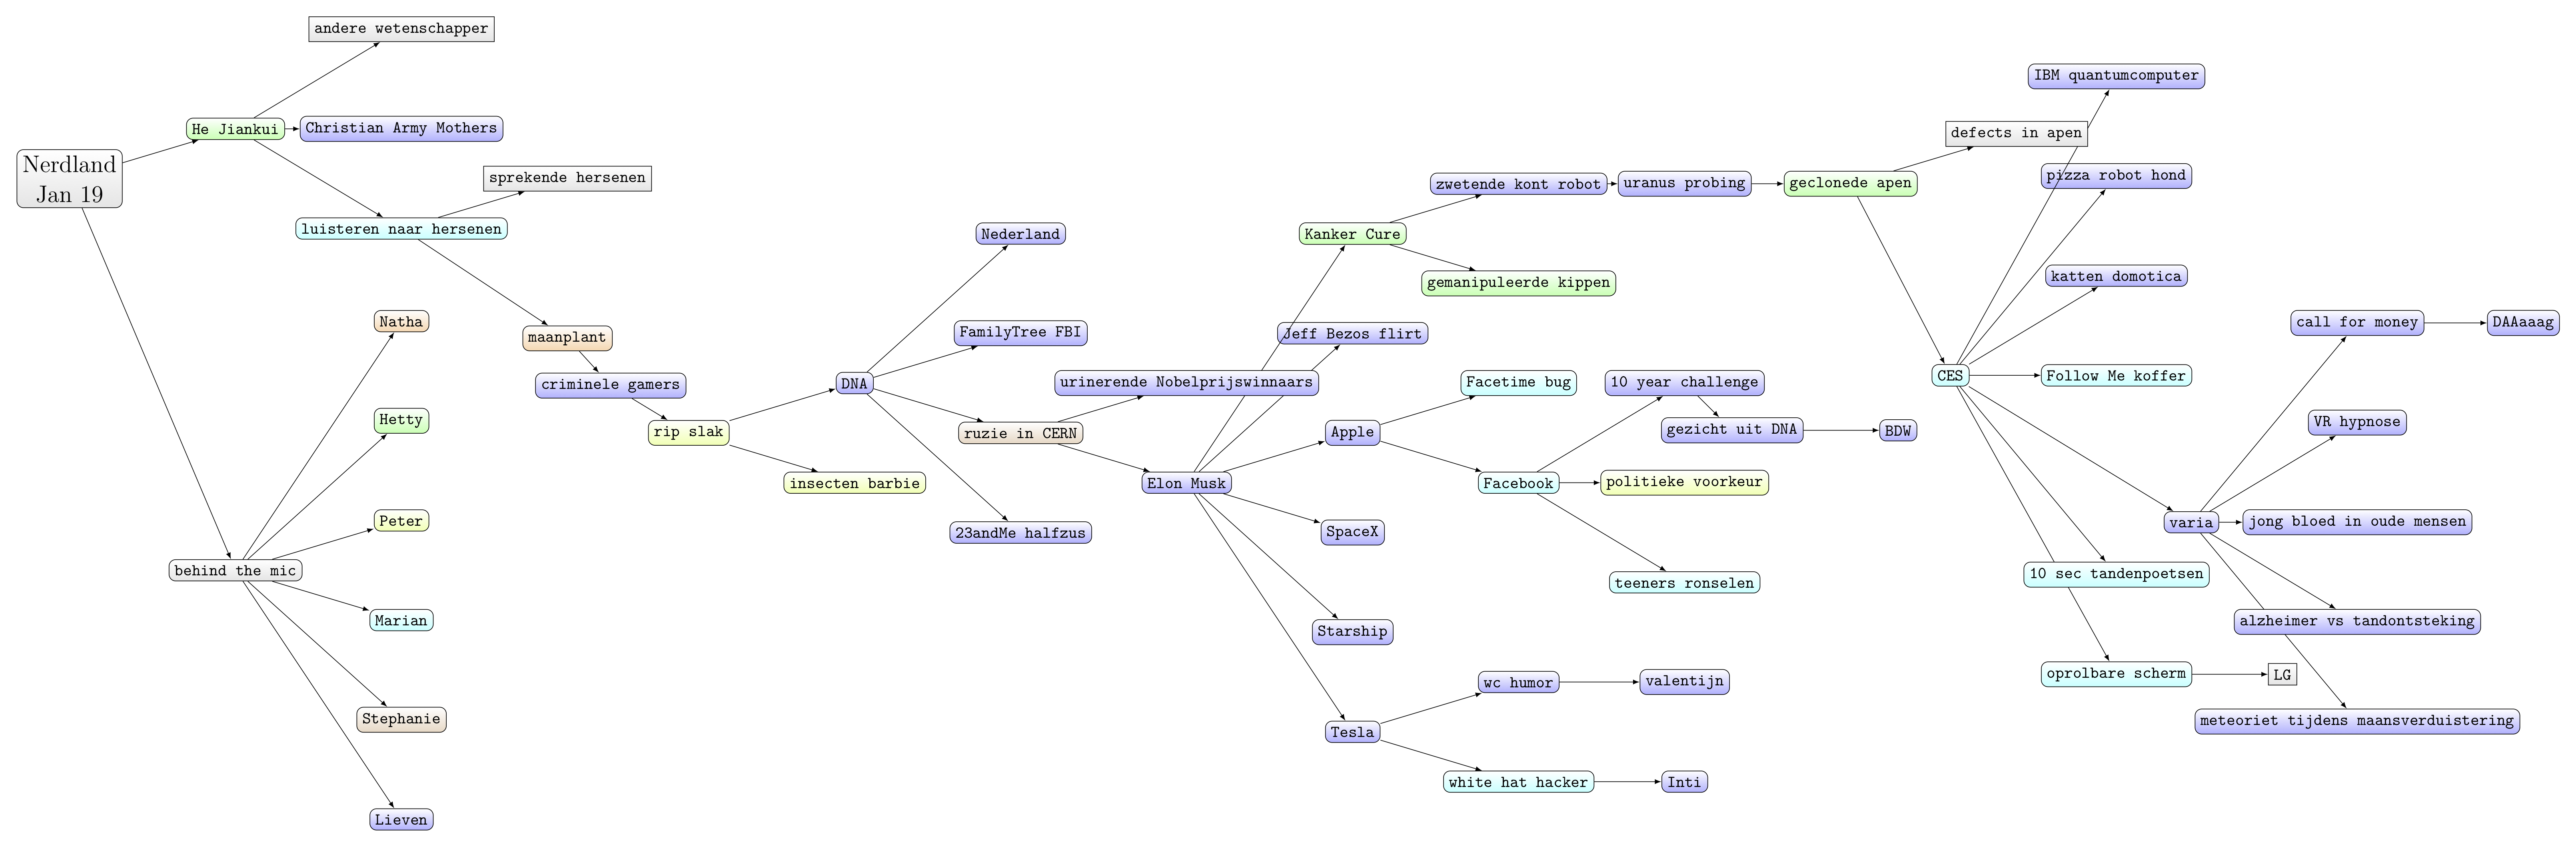 Nerdland
Jan 19
He Jiankui
andere wetenschapper
Christian Army Mothers
luisteren naar hersenen
sprekende hersenen
maanplant
criminele gamers
rip slak
insecten barbie
DNA
Nederland
FamilyTree FBI
ruzie in CERN
23andMe halfzus
urinerende Nobelprijswinnaars
Elon Musk
Kanker Cure
zwetende kont robot
uranus probing
geclonede apen
defects in apen
gemanipuleerde kippen
Jeff Bezos flirt
Apple
Facetime bug
Facebook
10 year challenge
gezicht uit DNA
BDW
politieke voorkeur
teeners ronselen
SpaceX
Starship
Tesla
wc humor
valentijn
white hat hacker
Inti
CES
IBM quantumcomputer
pizza robot hond
katten domotica
Follow Me koffer
varia
call for money
DAAaaag
VR hypnose
jong bloed in oude mensen
alzheimer vs tandontsteking
meteoriet tijdens maansverduistering
10 sec tandenpoetsen
oprolbare scherm
LG
behind the mic
Natha
Hetty
Peter
Marian
Stephanie
Lieven